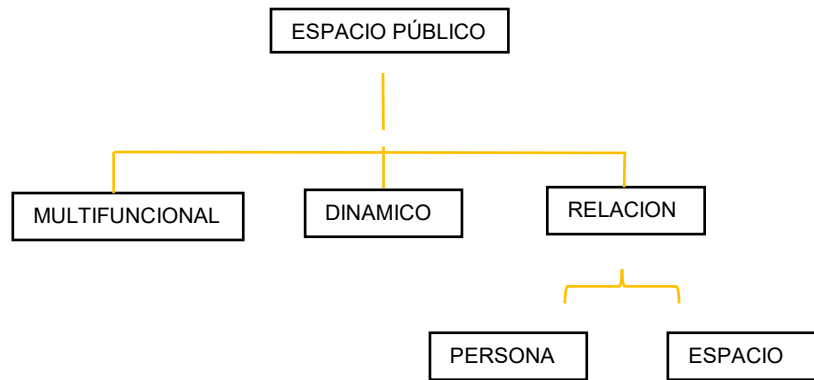 ESPACIO PÚBLICO
MULTIFUNCIONAL
DINAMICO
RELACION
PERSONA
ESPACIO